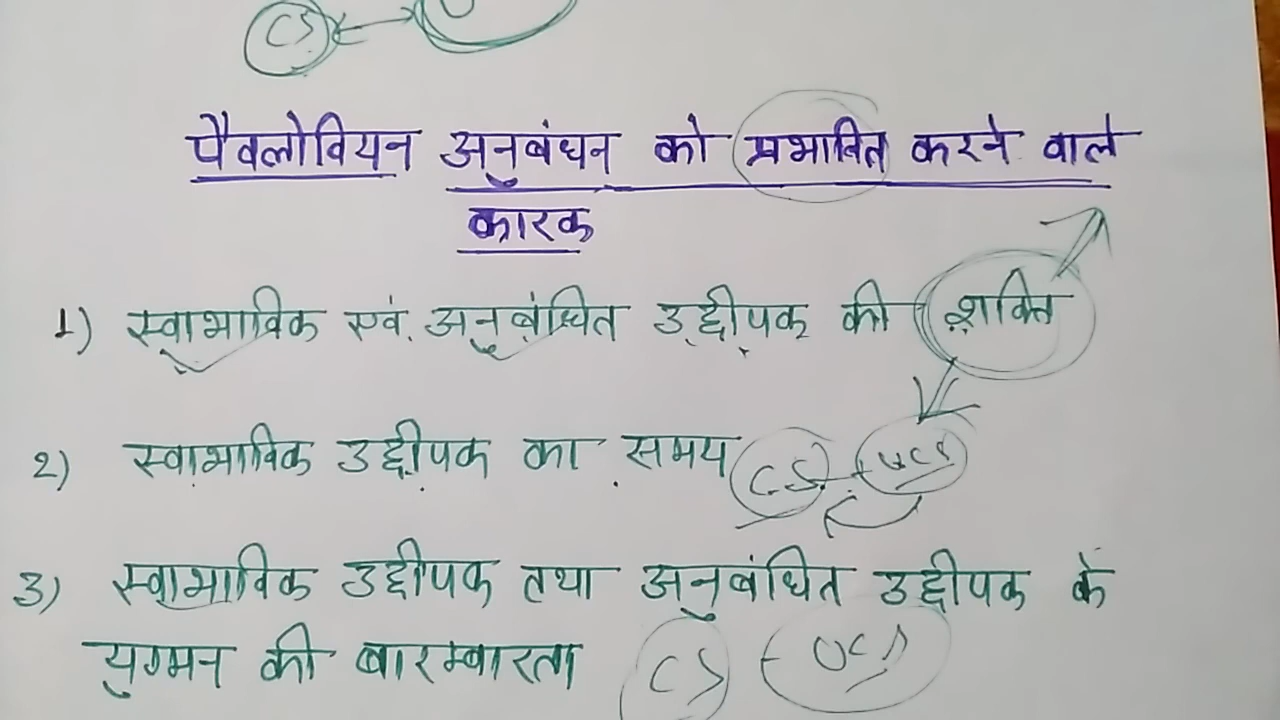 CS
पैवलोवियन अनुबंधन को प्रभावित करने वाले
कारक
1) स्वाभाविक एवं अनुबंधित उद्दीपक की शक्ति
2) स्वाभाविक उद्दीपक का समय CS + UCS
3) स्वाभाविक उद्दीपक तथा अनुबंधित उद्दीपक के
युग्मन की बारम्बारता CS + UCS